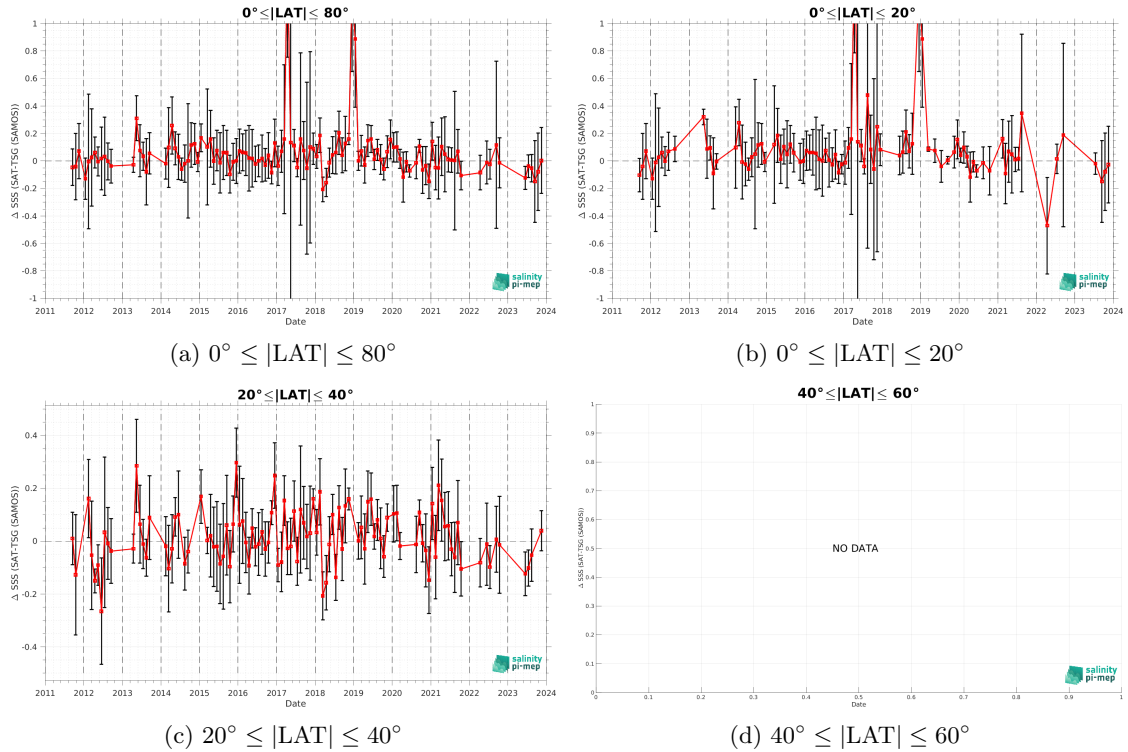 0°≤|LAT|≤ 80°
1
0.8
0.6
0.4
0.2
0
-0.2
-0.4
-0.6
-0.8
-1
Δ SSS (SAT-TSG (SAMOS))
2011 2012 2013 2014 2015 2016 2017 2018 2019 2020 2021 2022 2023 2024
Date
salinity
pi-mep
(a) 0° ≤ |LAT| ≤ 80°
0°≤|LAT|≤ 20°
1
0.8
0.6
0.4
0.2
0
-0.2
-0.4
-0.6
-0.8
-1
Δ SSS (SAT-TSG (SAMOS))
2011 2012 2013 2014 2015 2016 2017 2018 2019 2020 2021 2022 2023 2024
Date
salinity
pi-mep
(b) 0° ≤ |LAT| ≤ 20°
20°≤|LAT|≤ 40°
0.4
0.2
0
-0.2
-0.4
Δ SSS (SAT-TSG (SAMOS))
2011 2012 2013 2014 2015 2016 2017 2018 2019 2020 2021 2022 2023 2024
Date
salinity
pi-mep
(c) 20° ≤ |LAT| ≤ 40°
40°≤|LAT|≤ 60°
1
0.9
0.8
0.7
0.6
0.5
0.4
0.3
0.2
0.1
0
Δ SSS (SAT-TSG (SAMOS))
NO DATA
0 0.1 0.2 0.3 0.4 0.5 0.6 0.7 0.8 0.9 1
Date
salinity
pi-mep
(d) 40° ≤ |LAT| ≤ 60°